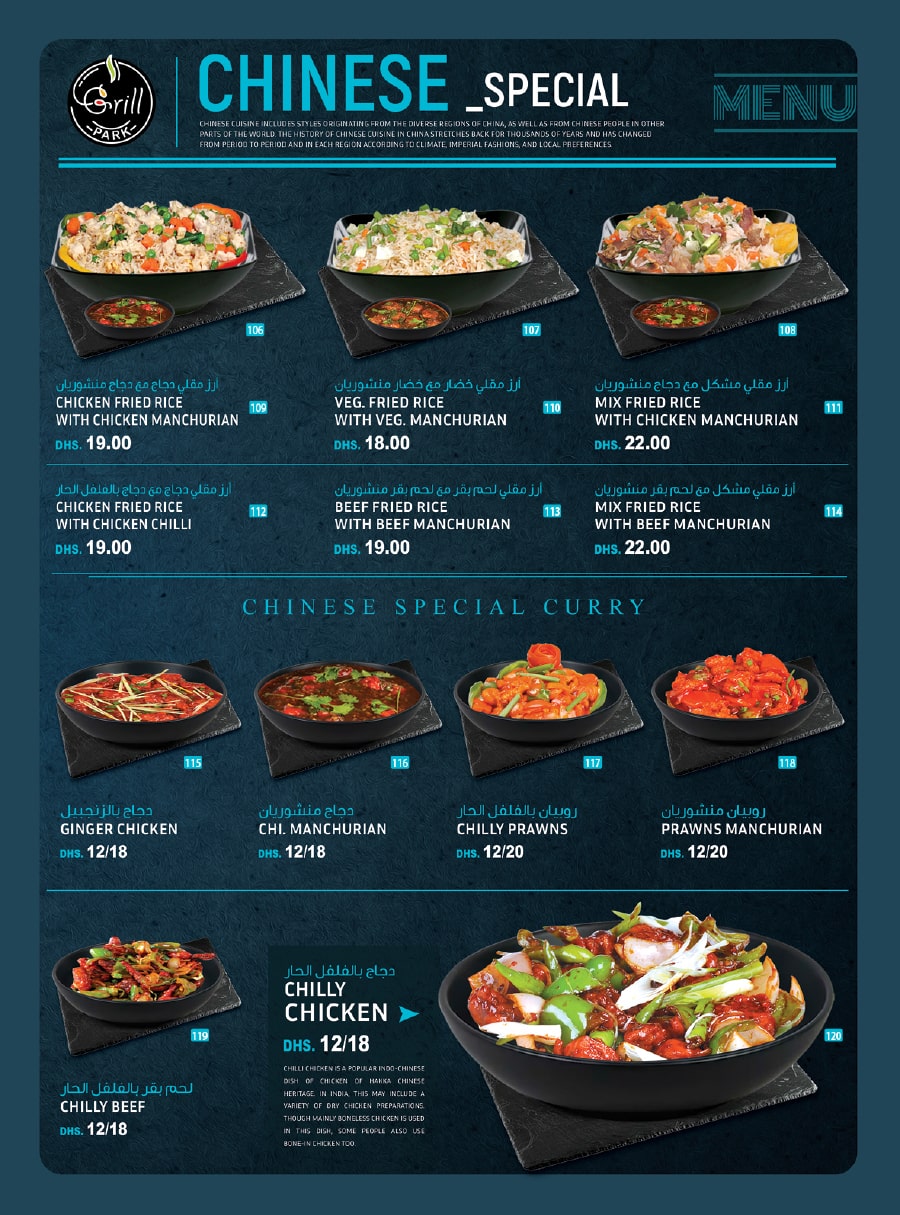 Grill
PARK
CHINESE _SPECIAL
MENU
CHINESE CUISINE INCLUDES STYLES ORIGINATING FROM THE DIVERSE REGIONS OF CHINA, AS WELL AS FROM CHINESE PEOPLE IN OTHER
PARTS OF THE WORLD. THE HISTORY OF CHINESE CUISINE IN CHINA STRETCHES BACK FOR THOUSANDS OF YEARS AND HAS CHANGED
FROM PERIOD TO PERIOD AND IN EACH REGION ACCORDING TO CLIMATE, IMPERIAL FASHIONS, AND LOCAL PREFERENCES.
106
107
108
أرز مقلي دجاج مع دجاج منشوريان
CHICKEN FRIED RICE
WITH CHICKEN MANCHURIAN
109
DHS. 19.00
أرز مقلي خضار مع خضار منشوريان
VEG. FRIED RICE
WITH VEG. MANCHURIAN
110
DHS. 18.00
أرز مقلي مشكل مع دجاج منشوريان
MIX FRIED RICE
WITH CHICKEN MANCHURIAN
111
DHS. 22.00
أرز مقلي دجاج مع دجاج بالفلفل الحار
CHICKEN FRIED RICE
WITH CHICKEN CHILLI
112
DHS. 19.00
أرز مقلي لحم بقر مع لحم بقر منشوريان
BEEF FRIED RICE
WITH BEEF MANCHURIAN
113
DHS. 19.00
أرز مقلي مشكل مع لحم بقر منشوريان
MIX FRIED RICE
WITH BEEF MANCHURIAN
114
DHS. 22.00
CHINESE SPECIAL CURRY
115
116
117
118
دجاج بالزنجبيل
GINGER CHICKEN
DHS. 12/18
دجاج منشوريان
CHI. MANCHURIAN
DHS. 12/18
روبيان بالفلفل الحار
CHILLY PRAWNS
DHS. 12/20
روبيان منشوريان
PRAWNS MANCHURIAN
DHS. 12/20
119
لحم بقر بالفلفل الحار
CHILLY BEEF
DHS. 12/18
دجاج بالفلفل الحار
CHILLY
CHICKEN
DHS. 12/18
CHILLI CHICKEN IS A POPULAR INDO-CHINESE
DISH OF CHICKEN OF HAKKA CHINESE
HERITAGE. IN INDIA, THIS MAY INCLUDE A
VARIETY OF DRY CHICKEN PREPARATIONS.
THOUGH MAINLY BONELESS CHICKEN IS USED
IN THIS DISH, SOME PEOPLE ALSO USE
BONE-IN CHICKEN TOO.
120